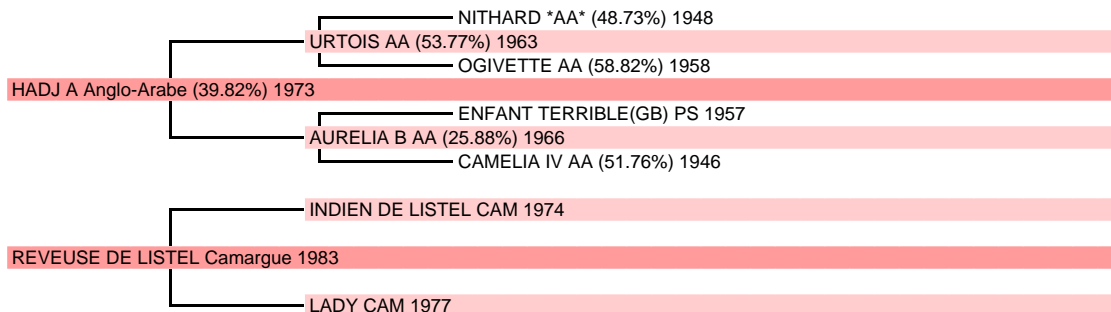 NITHARD *AA* (48.73%) 1948
URTOIS AA (53.77%) 1963
OGIVETTE AA (58.82%) 1958
HADJ A Anglo-Arabe (39.82%) 1973
ENFANT TERRIBLE(GB) PS 1957
AURELIA B AA (25.88%) 1966
CAMELIA IV AA (51.76%) 1946
INDIEN DE LISTEL CAM 1974
REVEUSE DE LISTEL Camargue 1983
LADY CAM 1977